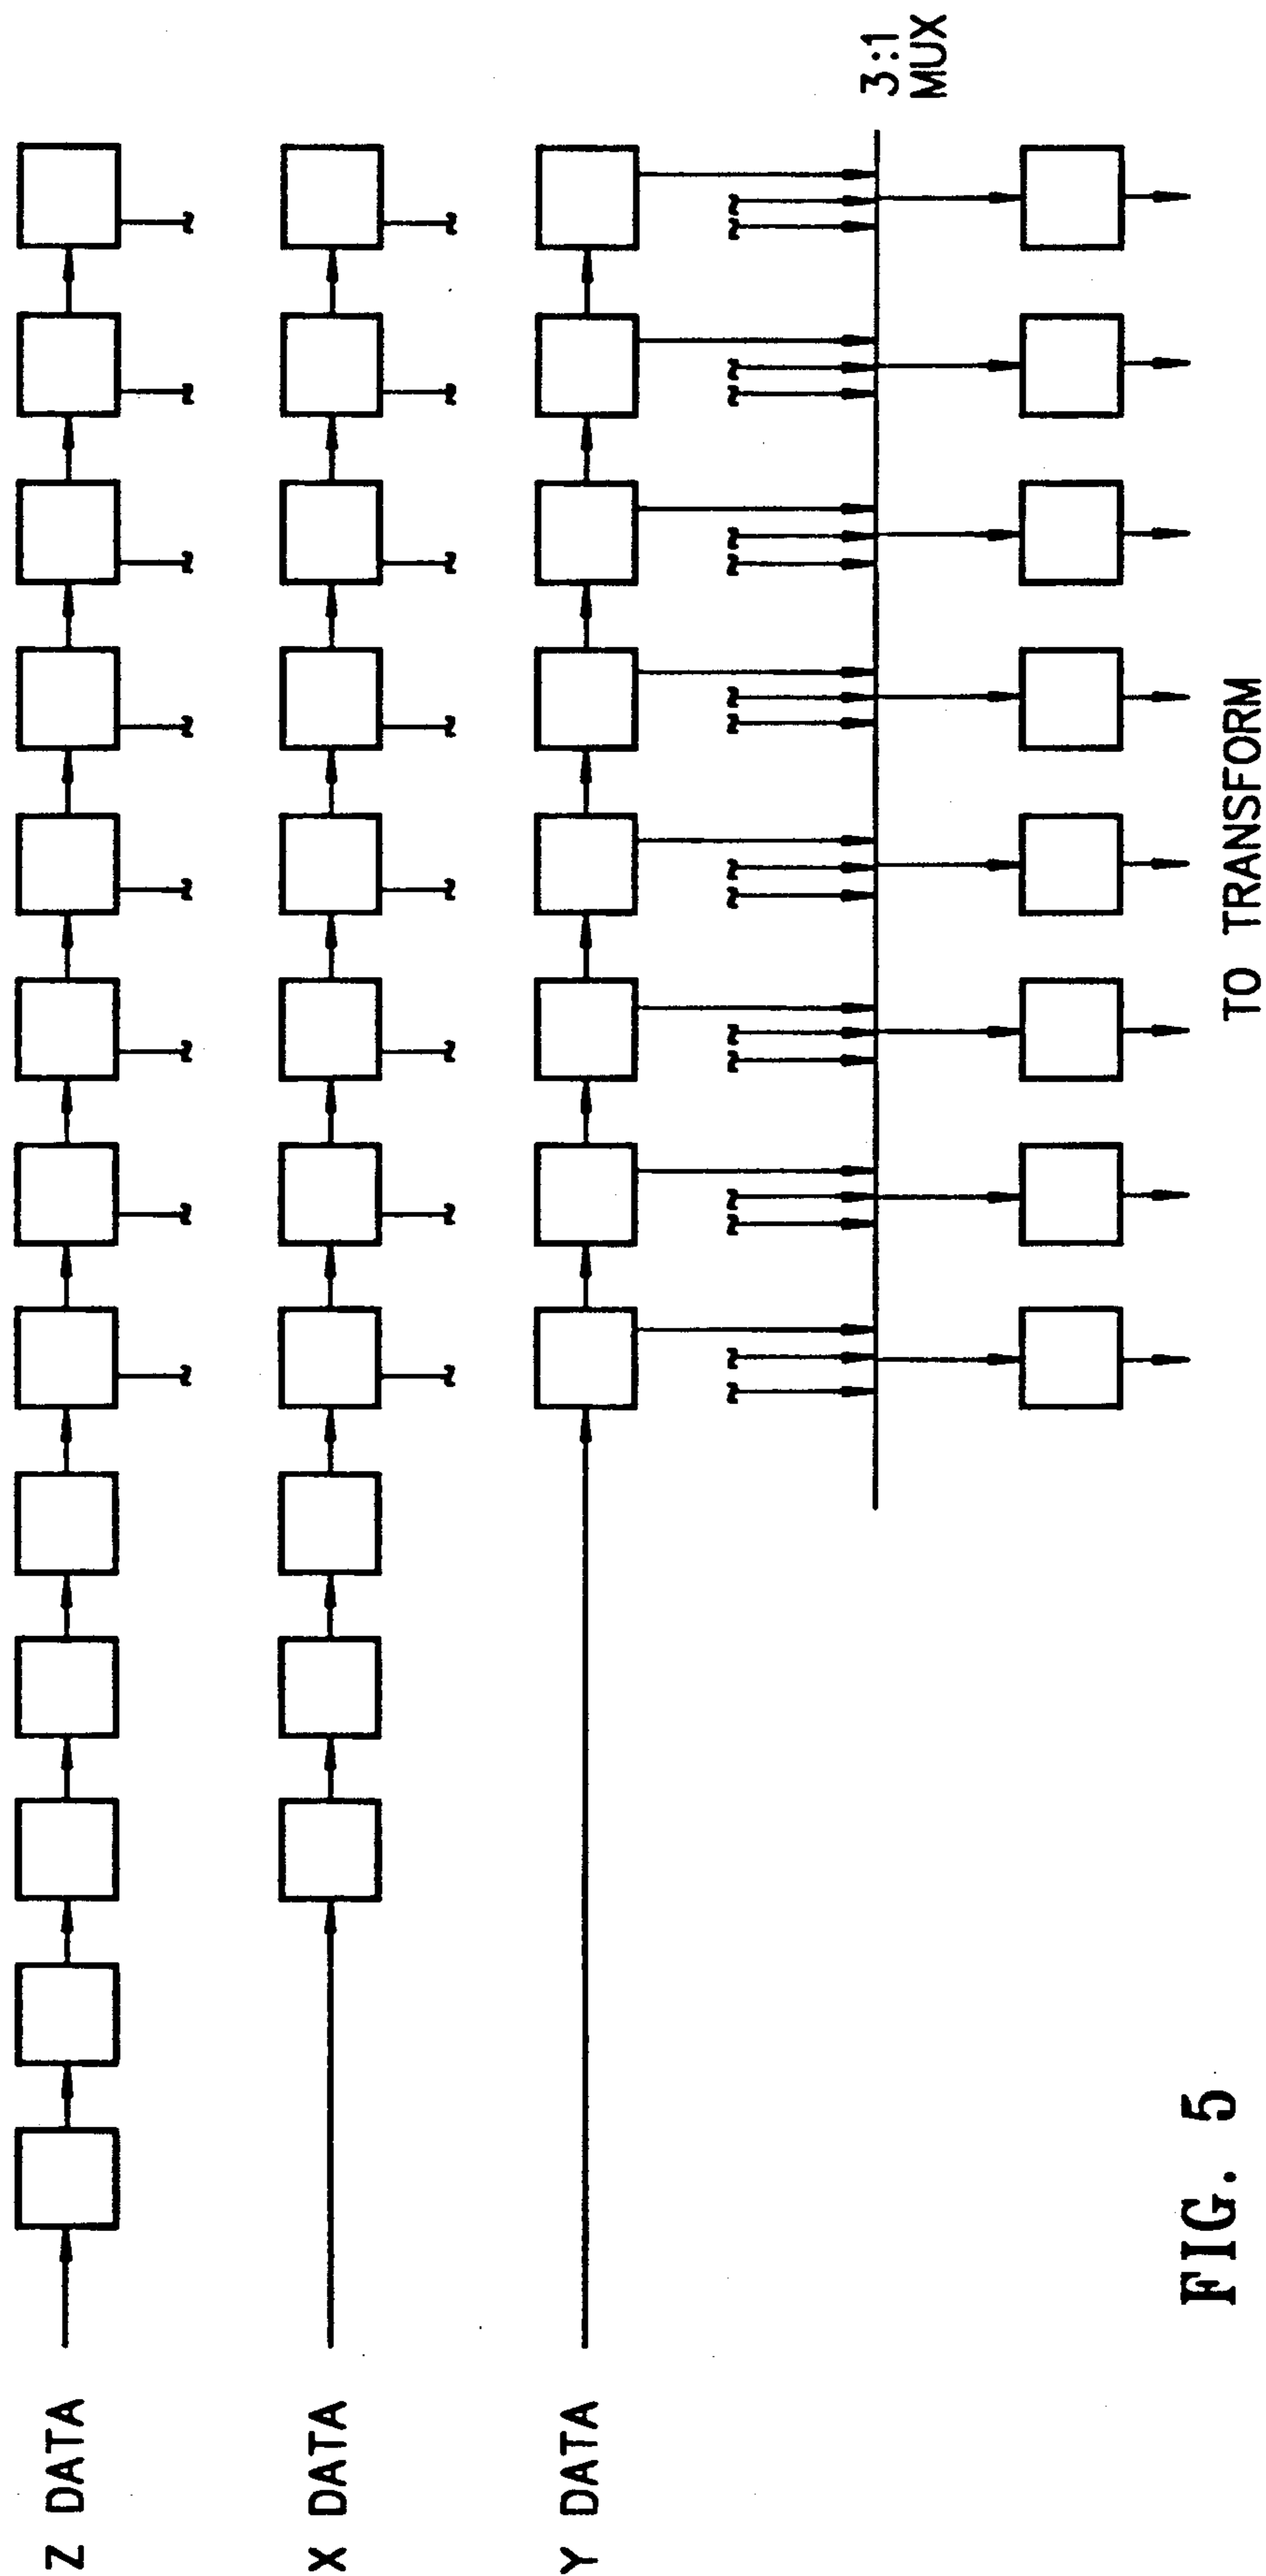 Z DATA
X DATA
Y DATA
3:1
MUX
TO TRANSFORM
FIG. 5